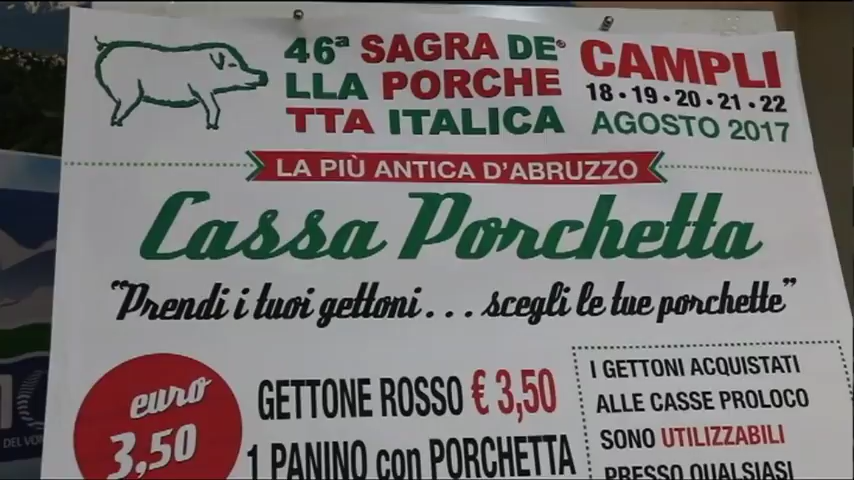 46ª SAGRA DE
LLA PORCHE
TTA ITALICA
CAMPLI
18·19·20·21·22
AGOSTO 2017
LA PIÙ ANTICA D'ABRUZZO
Cassa Porchetta
"Prendi i tuoi gettoni... scegli le tue porchette"
euro
3,50
GETTONE ROSSO € 3,50
1 PANINO con PORCHETTA
I GETTONI ACQUISTATI
ALLE CASSE PROLOCO
SONO UTILIZZABILI
PRESSO QUALSIASI